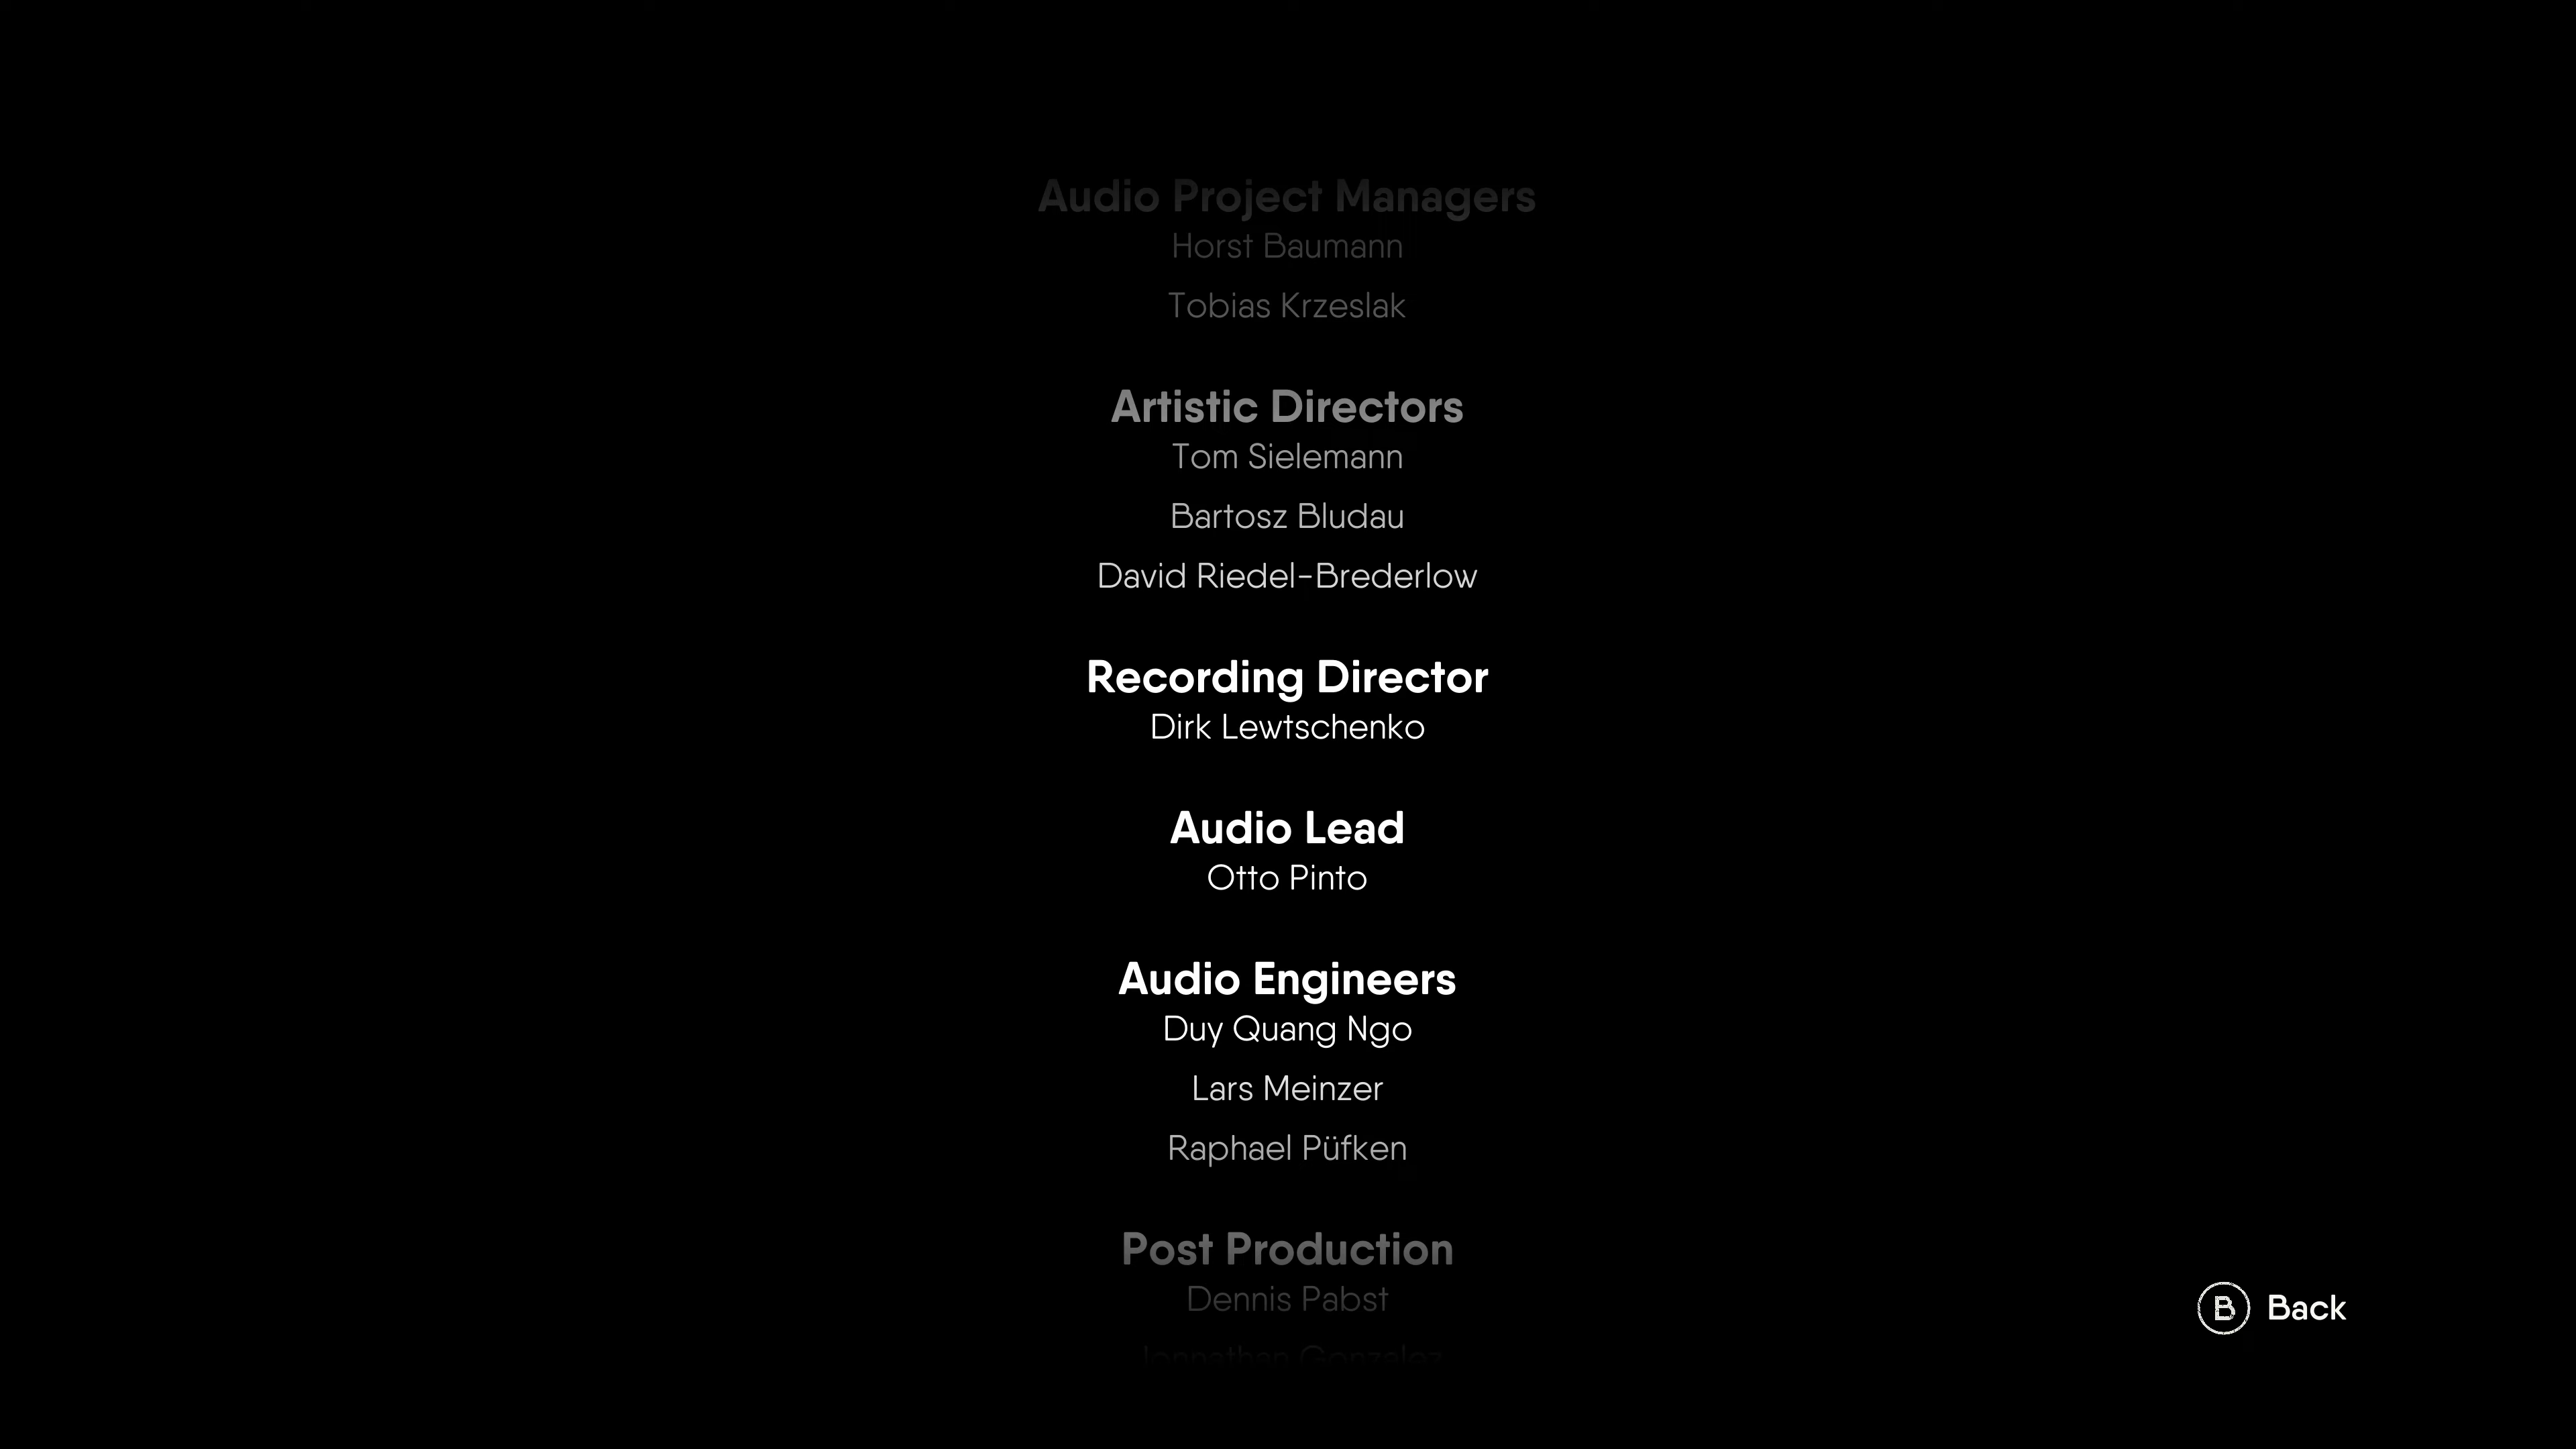 Audio Project Managers
Horst Baumann
Tobias Krzeslak
Artistic Directors
Tom Sielemann
Bartosz Bludau
David Riedel-Brederlow
Recording Director
Dirk Lewtschenko
Audio Lead
Otto Pinto
Audio Engineers
Duy Quang Ngo
Lars Meinzer
Raphael Püfken
Post Production
Dennis Pabst
Gonzalez
B Back